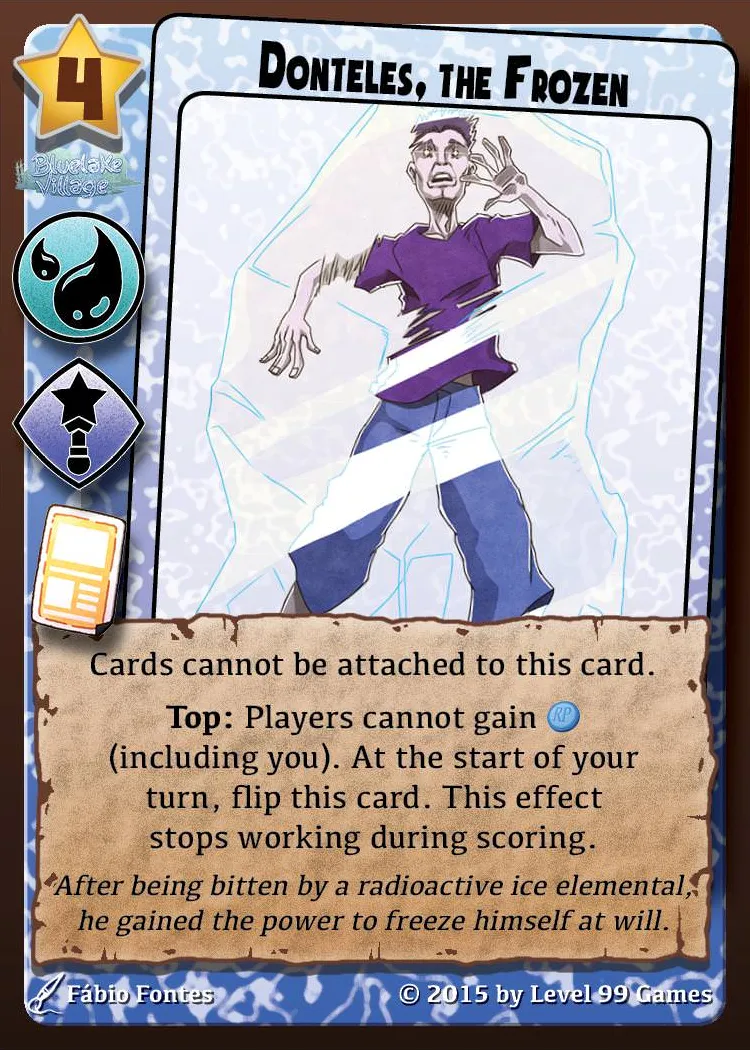 4
Donteles, the Frozen
Bluelake
Village
Cards cannot be attached to this card.
Top: Players cannot gain RP
(including you). At the start of your
turn, flip this card. This effect
stops working during scoring.
After being bitten by a radioactive ice elemental,
he gained the power to freeze himself at will.
Fábio Fontes
© 2015 by Level 99 Games